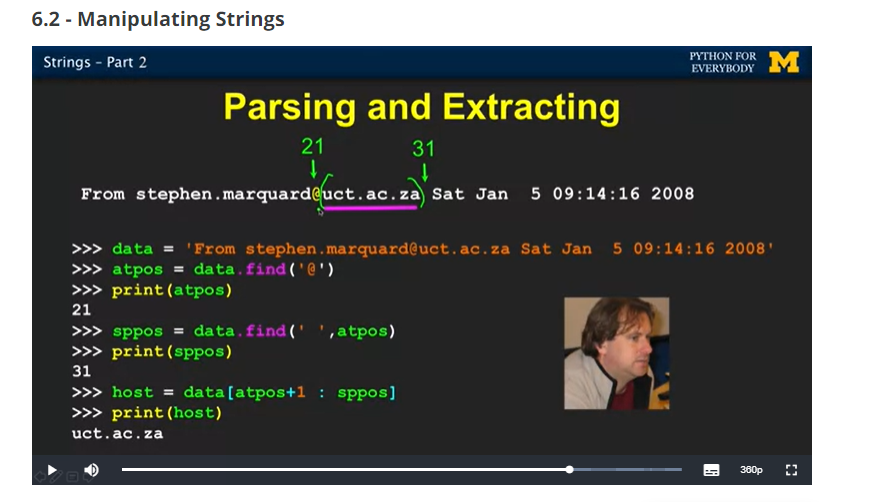 6.2 - Manipulating Strings
Strings - Part 2
PYTHON FOR
EVERYBODY
M
Parsing and Extracting
21 31
From stephen.marquard@uct.ac.za Sat Jan  5 09:14:16 2008
>>> data = 'From stephen.marquard@uct.ac.za Sat Jan  5 09:14:16 2008'
>>> atpos = data.find('@')
>>> print(atpos)
21
>>> sppos = data.find(' ',atpos)
>>> print(sppos)
31
>>> host = data[atpos+1 : sppos]
>>> print(host)
uct.ac.za
360p